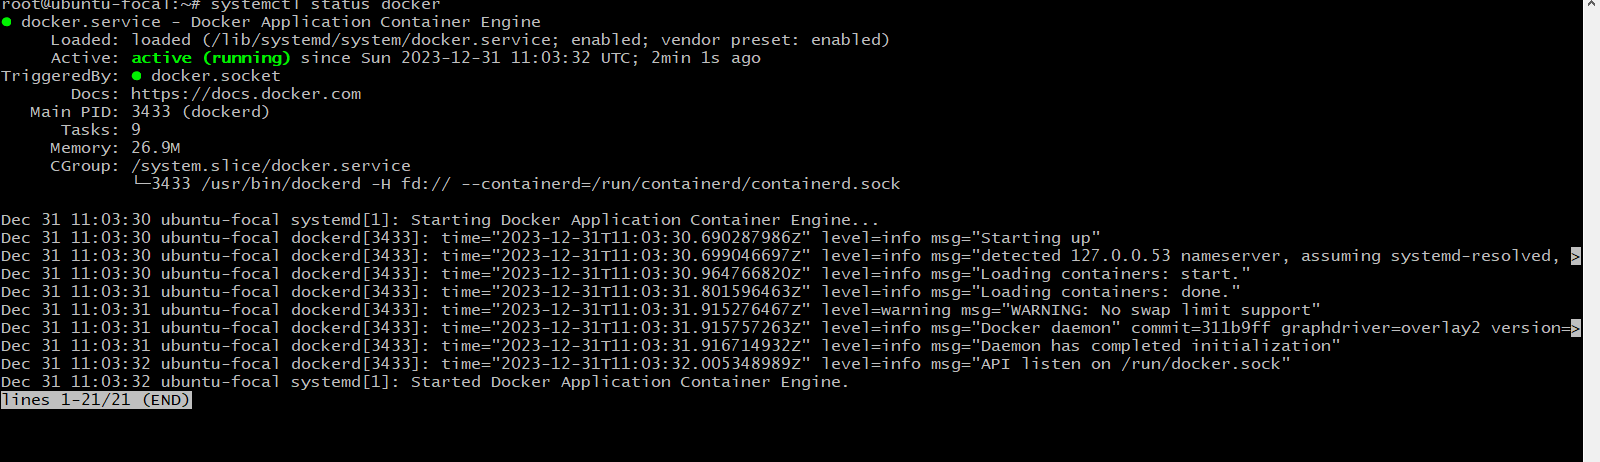 root@ubuntu-focal:~# systemctl status docker
● docker.service - Docker Application Container Engine
     Loaded: loaded (/lib/systemd/system/docker.service; enabled; vendor preset: enabled)
     Active: active (running) since Sun 2023-12-31 11:03:32 UTC; 2min 1s ago
TriggeredBy: ● docker.socket
       Docs: https://docs.docker.com
   Main PID: 3433 (dockerd)
      Tasks: 9
     Memory: 26.9M
     CGroup: /system.slice/docker.service
             └─3433 /usr/bin/dockerd -H fd:// --containerd=/run/containerd/containerd.sock
Dec 31 11:03:30 ubuntu-focal systemd[1]: Starting Docker Application Container Engine...
Dec 31 11:03:30 ubuntu-focal dockerd[3433]: time="2023-12-31T11:03:30.690287986Z" level=info msg="Starting up"
Dec 31 11:03:30 ubuntu-focal dockerd[3433]: time="2023-12-31T11:03:30.699046697Z" level=info msg="detected 127.0.0.53 nameserver, assuming systemd-resolved, >
Dec 31 11:03:30 ubuntu-focal dockerd[3433]: time="2023-12-31T11:03:30.964766820Z" level=info msg="Loading containers: start."
Dec 31 11:03:31 ubuntu-focal dockerd[3433]: time="2023-12-31T11:03:31.801596463Z" level=info msg="Loading containers: done."
Dec 31 11:03:31 ubuntu-focal dockerd[3433]: time="2023-12-31T11:03:31.915276467Z" level=warning msg="WARNING: No swap limit support"
Dec 31 11:03:31 ubuntu-focal dockerd[3433]: time="2023-12-31T11:03:31.915757263Z" level=info msg="Docker daemon" commit=311b9ff graphdriver=overlay2 version=>
Dec 31 11:03:31 ubuntu-focal dockerd[3433]: time="2023-12-31T11:03:31.916714932Z" level=info msg="Daemon has completed initialization"
Dec 31 11:03:32 ubuntu-focal dockerd[3433]: time="2023-12-31T11:03:32.005348989Z" level=info msg="API listen on /run/docker.sock"
Dec 31 11:03:32 ubuntu-focal systemd[1]: Started Docker Application Container Engine.
lines 1-21/21 (END)